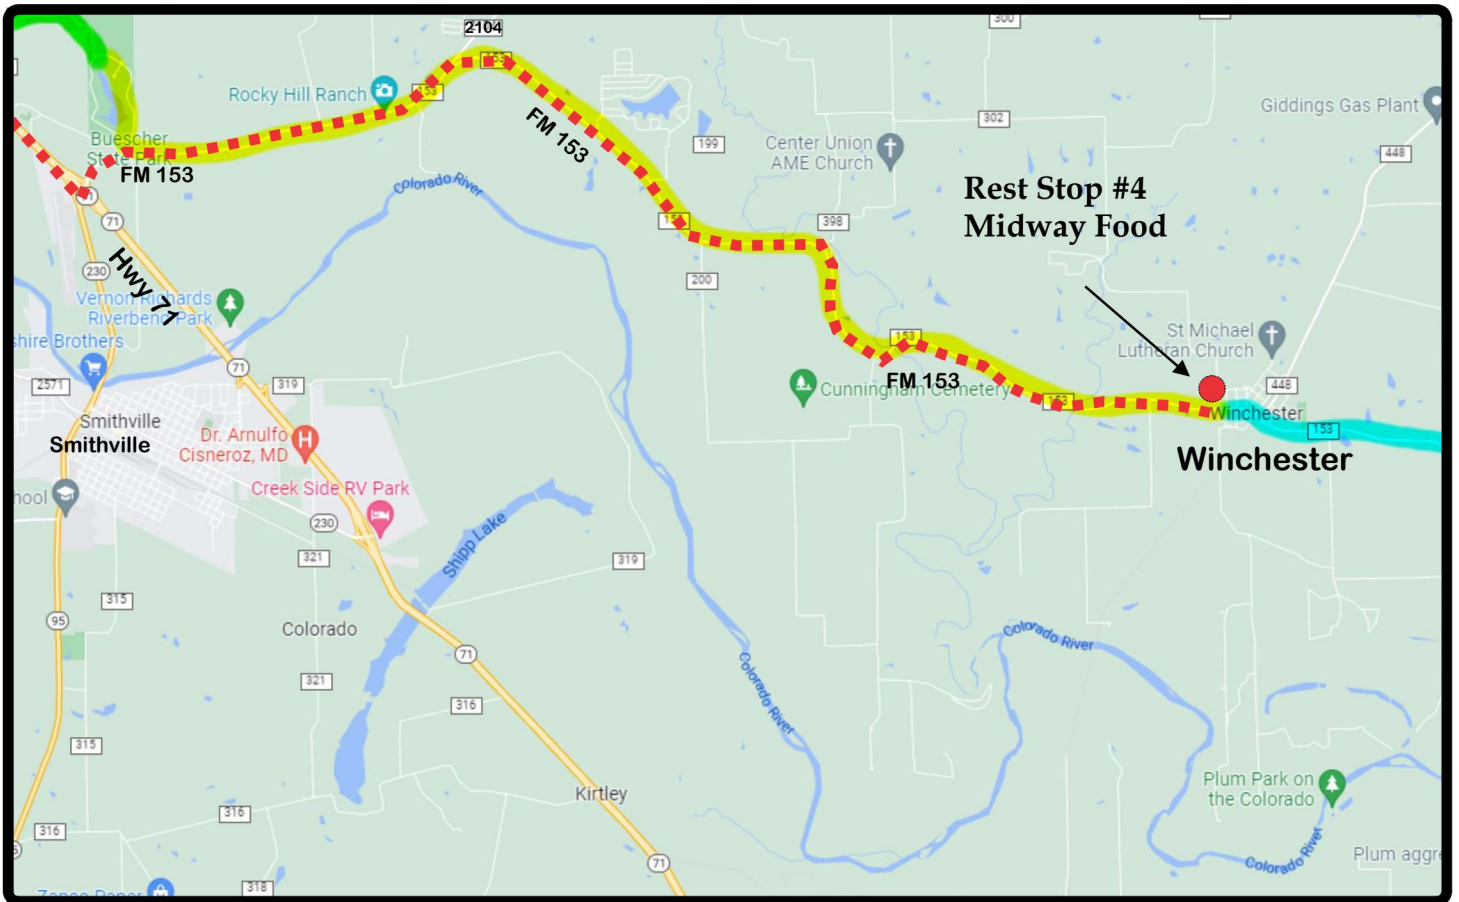 2104
300
153
Rocky Hill Ranch
153
Giddings Gas Plant
302
FM 153
Buescher
State Park
199
Center Union
AME Church
448
FM 153
Colorado River
Rest Stop #4
Midway Food
71
71
398
230
Hwy 71
200
Vernon Richards
Riverbend Park
shire Brothers
St Michael
Lutheran Church
153
71
2571
319
FM 153
Cunningham Cemetery
448
153
Winchester
153
Smithville
Smithville
Dr. Arnulfo
Cisneroz, MD
Winchester
hool
Creek Side RV Park
230
Shipp Lake
321
319
315
95
Colorado
Colorado River
71
Colorado River
321
316
315
Plum Park on
the Colorado
Kirtley
316
316
71
Colorado River
Plum aggre
318